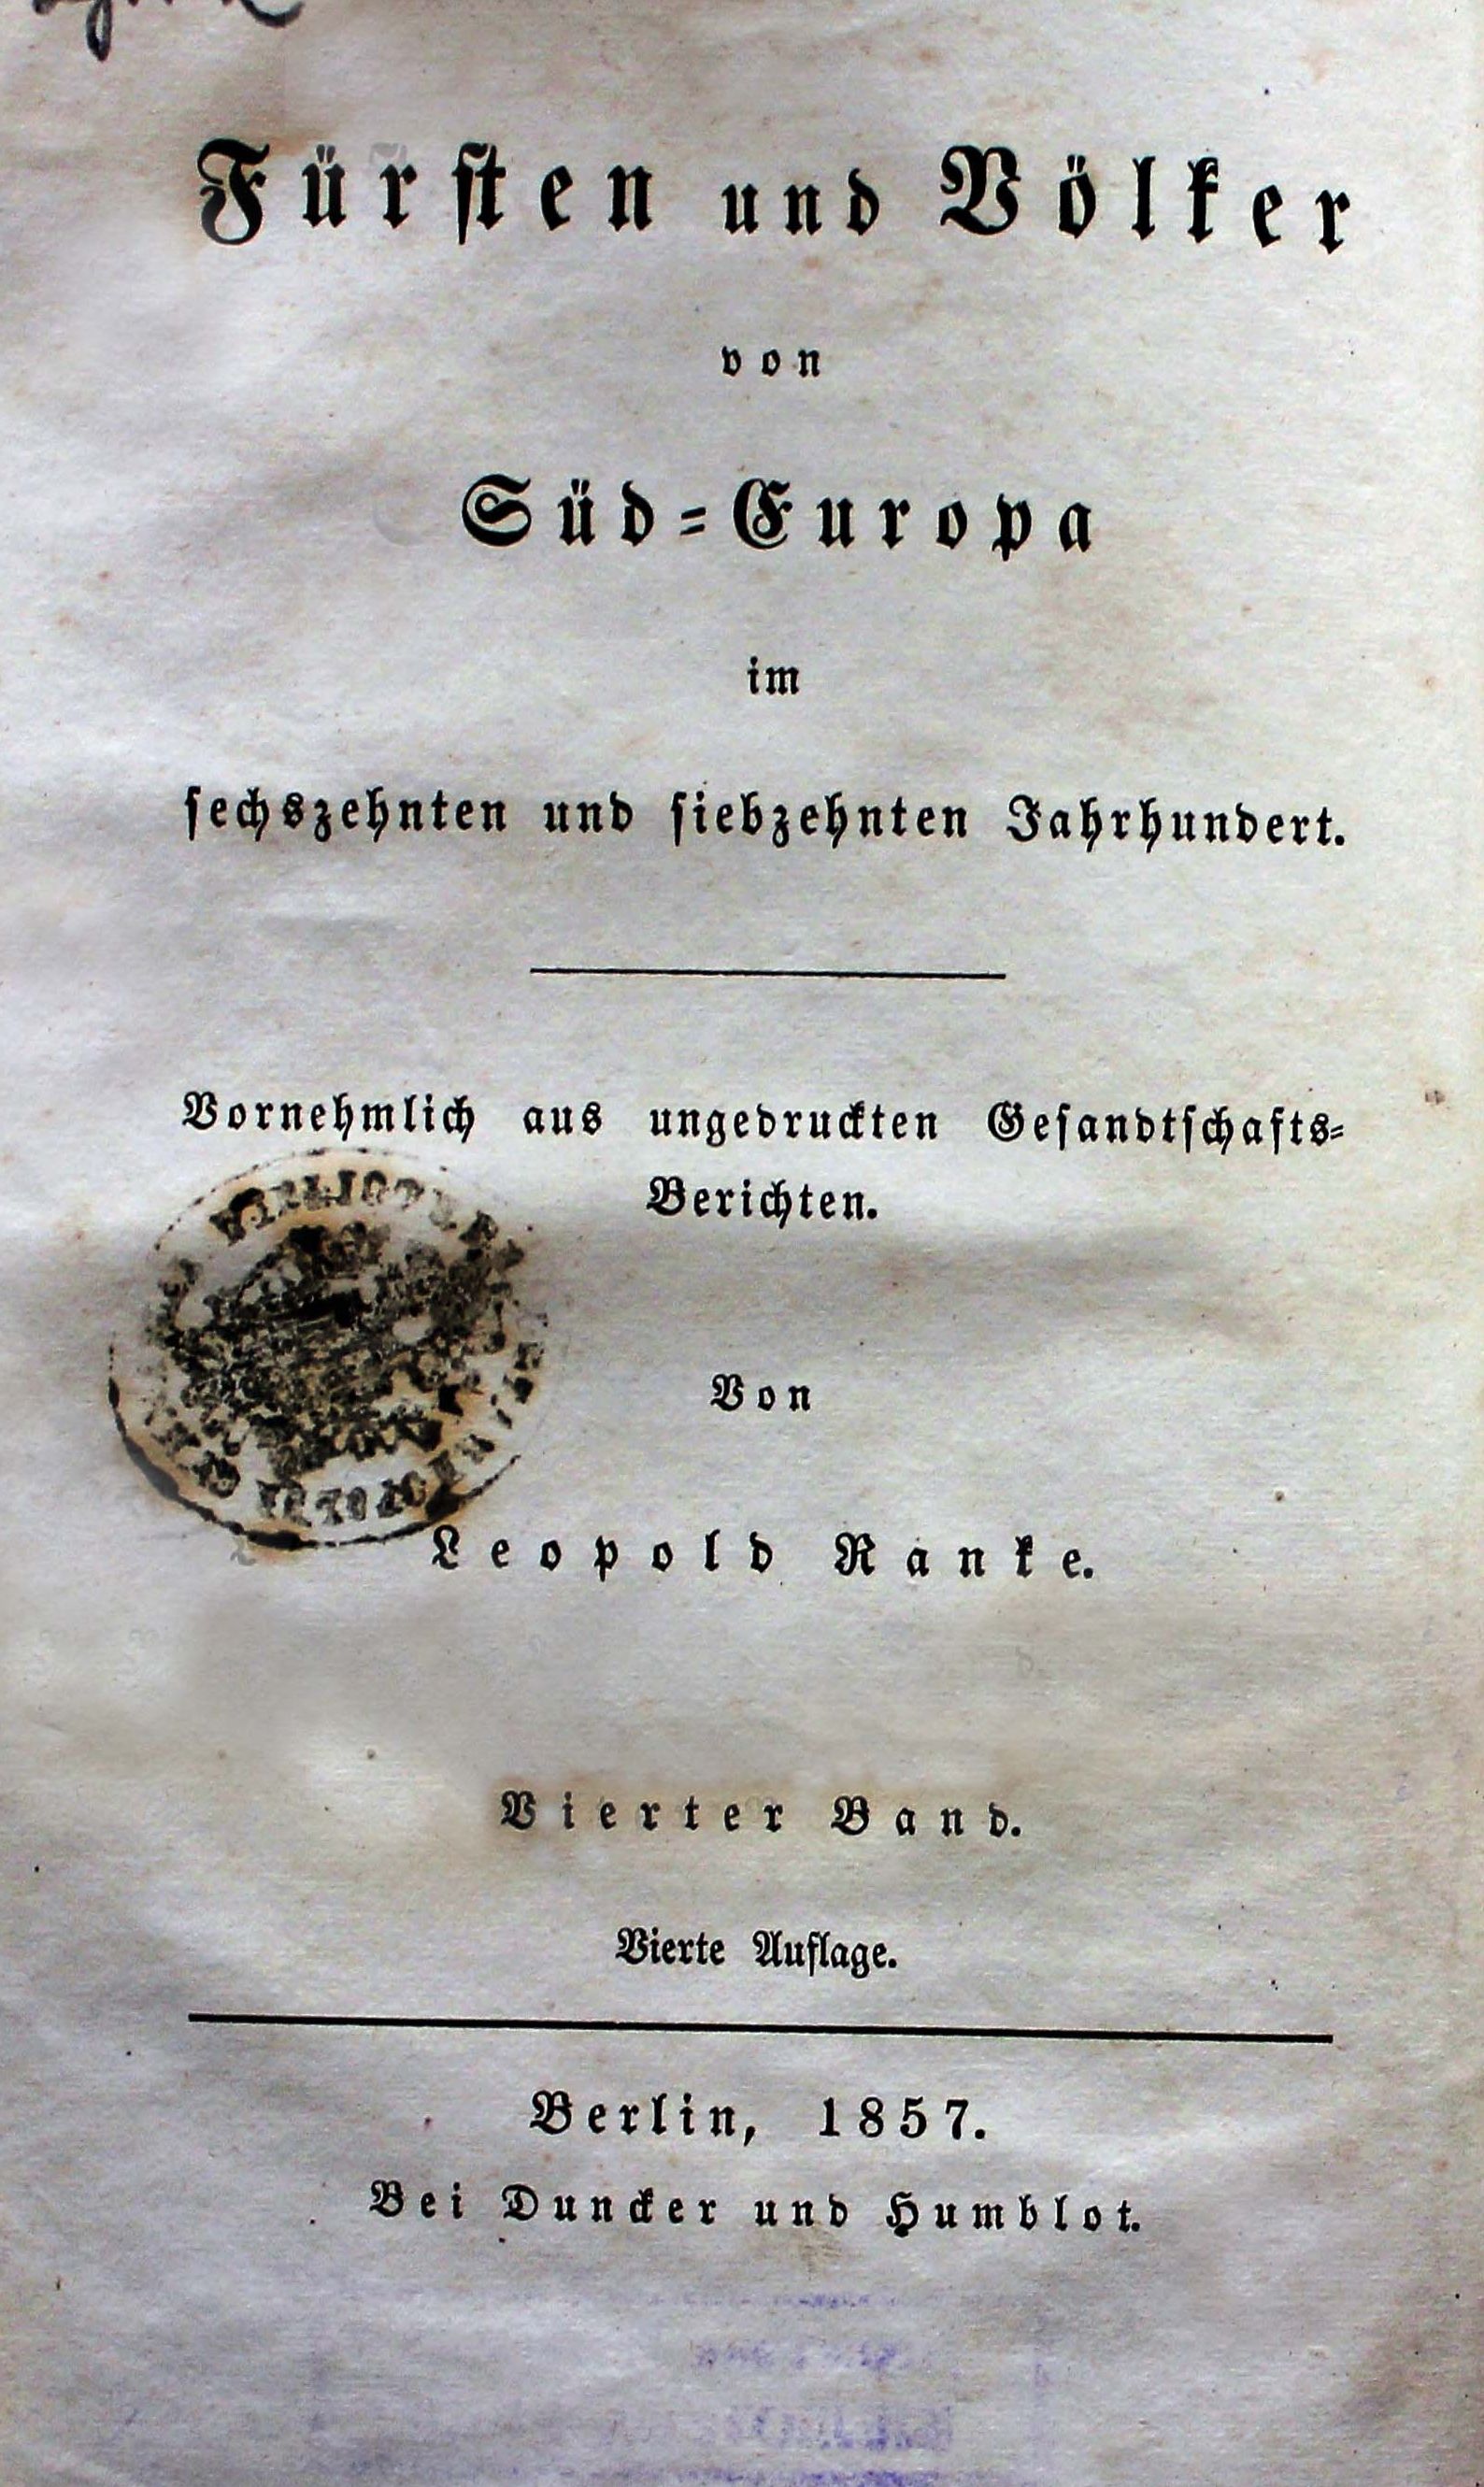 Fürsten und Völker
von
Süd-Europa
im
sechszehnten und siebzehnten Jahrhundert.
Vornehmlich aus ungedruckten Gesandtschafts-
Berichten.
Von
Leopold Ranke.
Vierter Band.
Vierte Auflage.
Berlin, 1857.
Bei Duncker und Humblot.